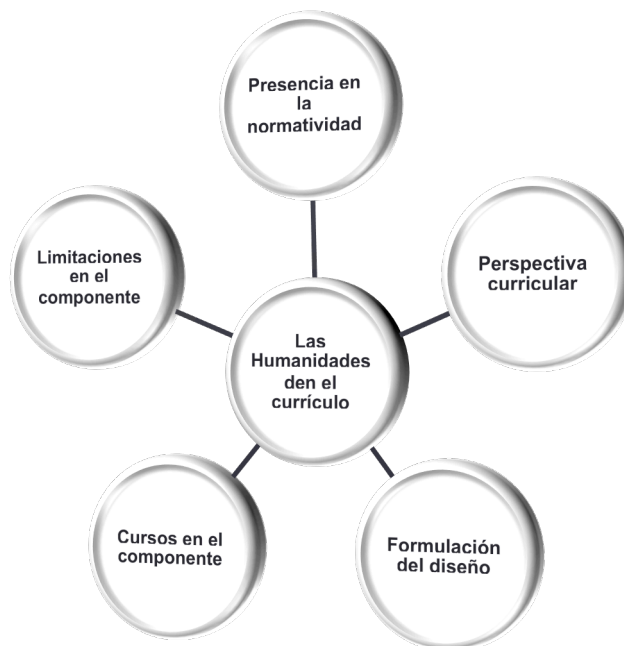 Presencia en
la
normatividad
Perspectiva
curricular
Limitaciones
en el
componente
Las
Humanidades
den el
currículo
Cursos en el
componente
Formulación
del diseño